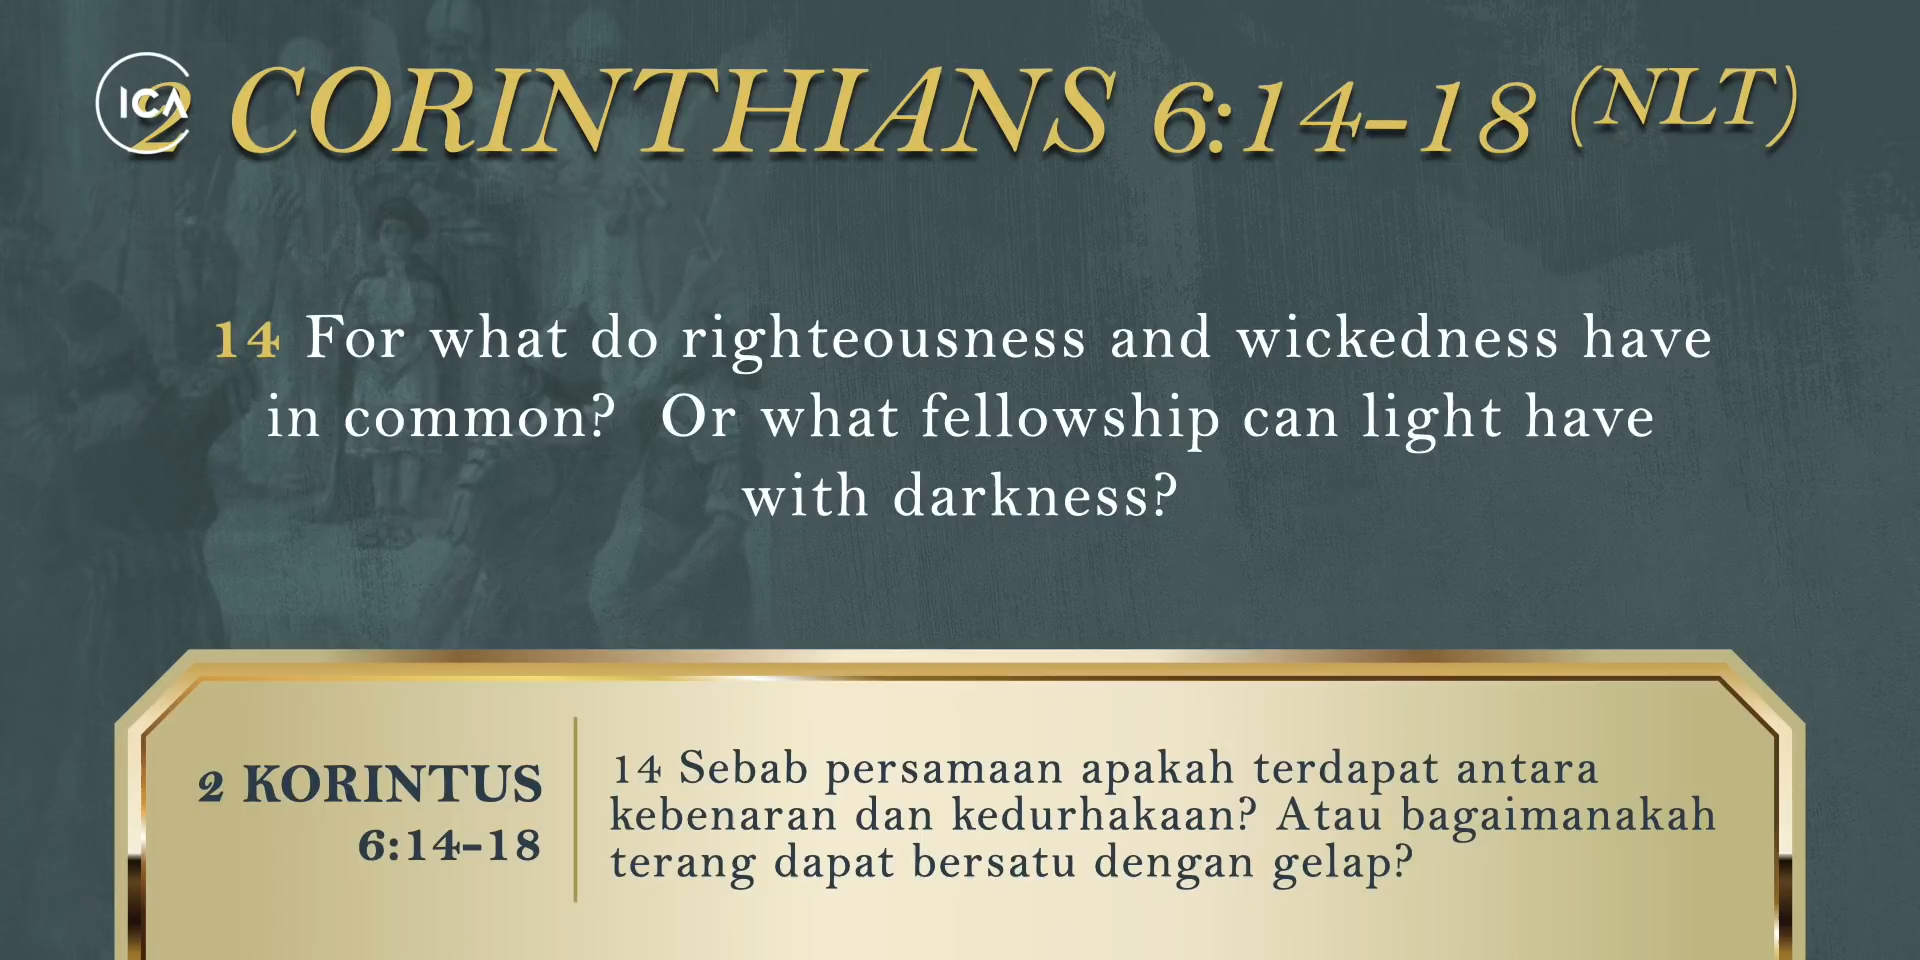 ICA
2 CORINTHIANS 6:14-18 (NLT)
14 For what do righteousness and wickedness have
in common? Or what fellowship can light have
with darkness?
2 KORINTUS
6:14-18
14 Sebab persamaan apakah terdapat antara
kebenaran dan kedurhakaan? Atau bagaimanakah
terang dapat bersatu dengan gelap?